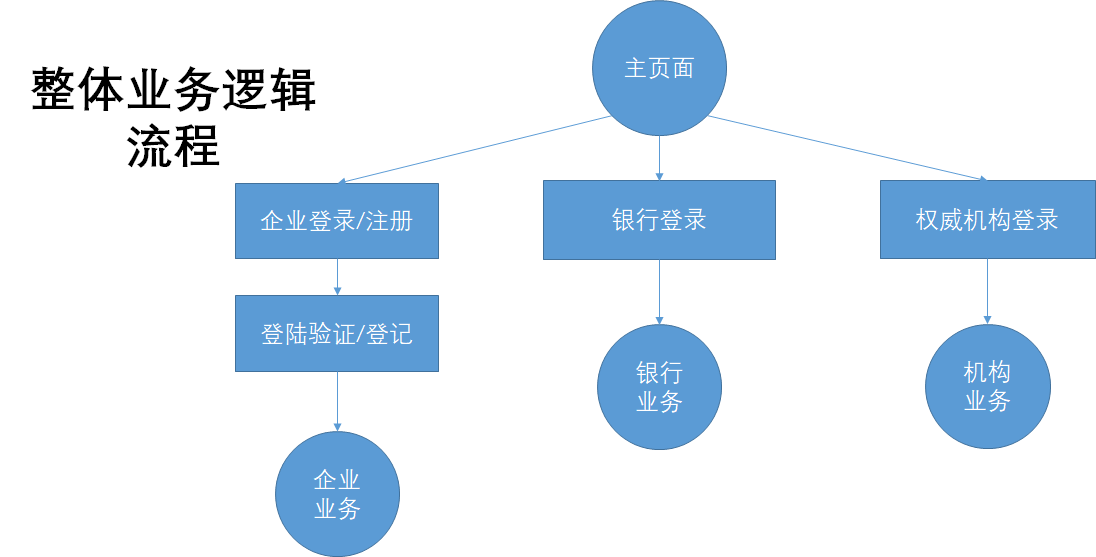 整体业务逻辑
流程
主页面
企业登录/注册
银行登录
权威机构登录
登陆验证/登记
银行
业务
机构
业务
企业
业务